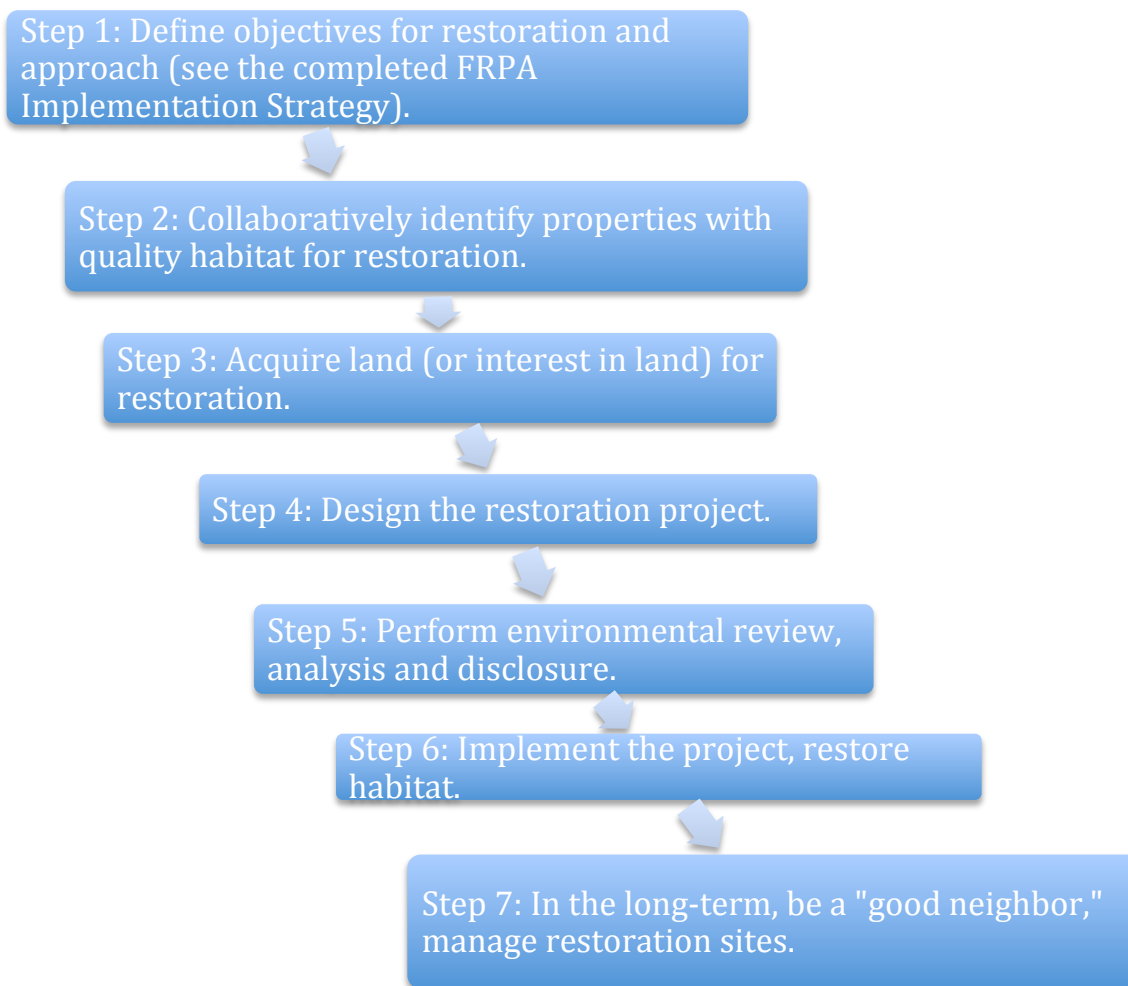 Step 1: Define objectives for restoration and
approach (see the completed FRPA
Implementation Strategy).
Step 2: Collaboratively identify properties with
quality habitat for restoration.
Step 3: Acquire land (or interest in land) for
restoration.
Step 4: Design the restoration project.
Step 5: Perform environmental review,
analysis and disclosure.
Step 6: Implement the project, restore
habitat.
Step 7: In the long-term, be a "good neighbor,"
manage restoration sites.